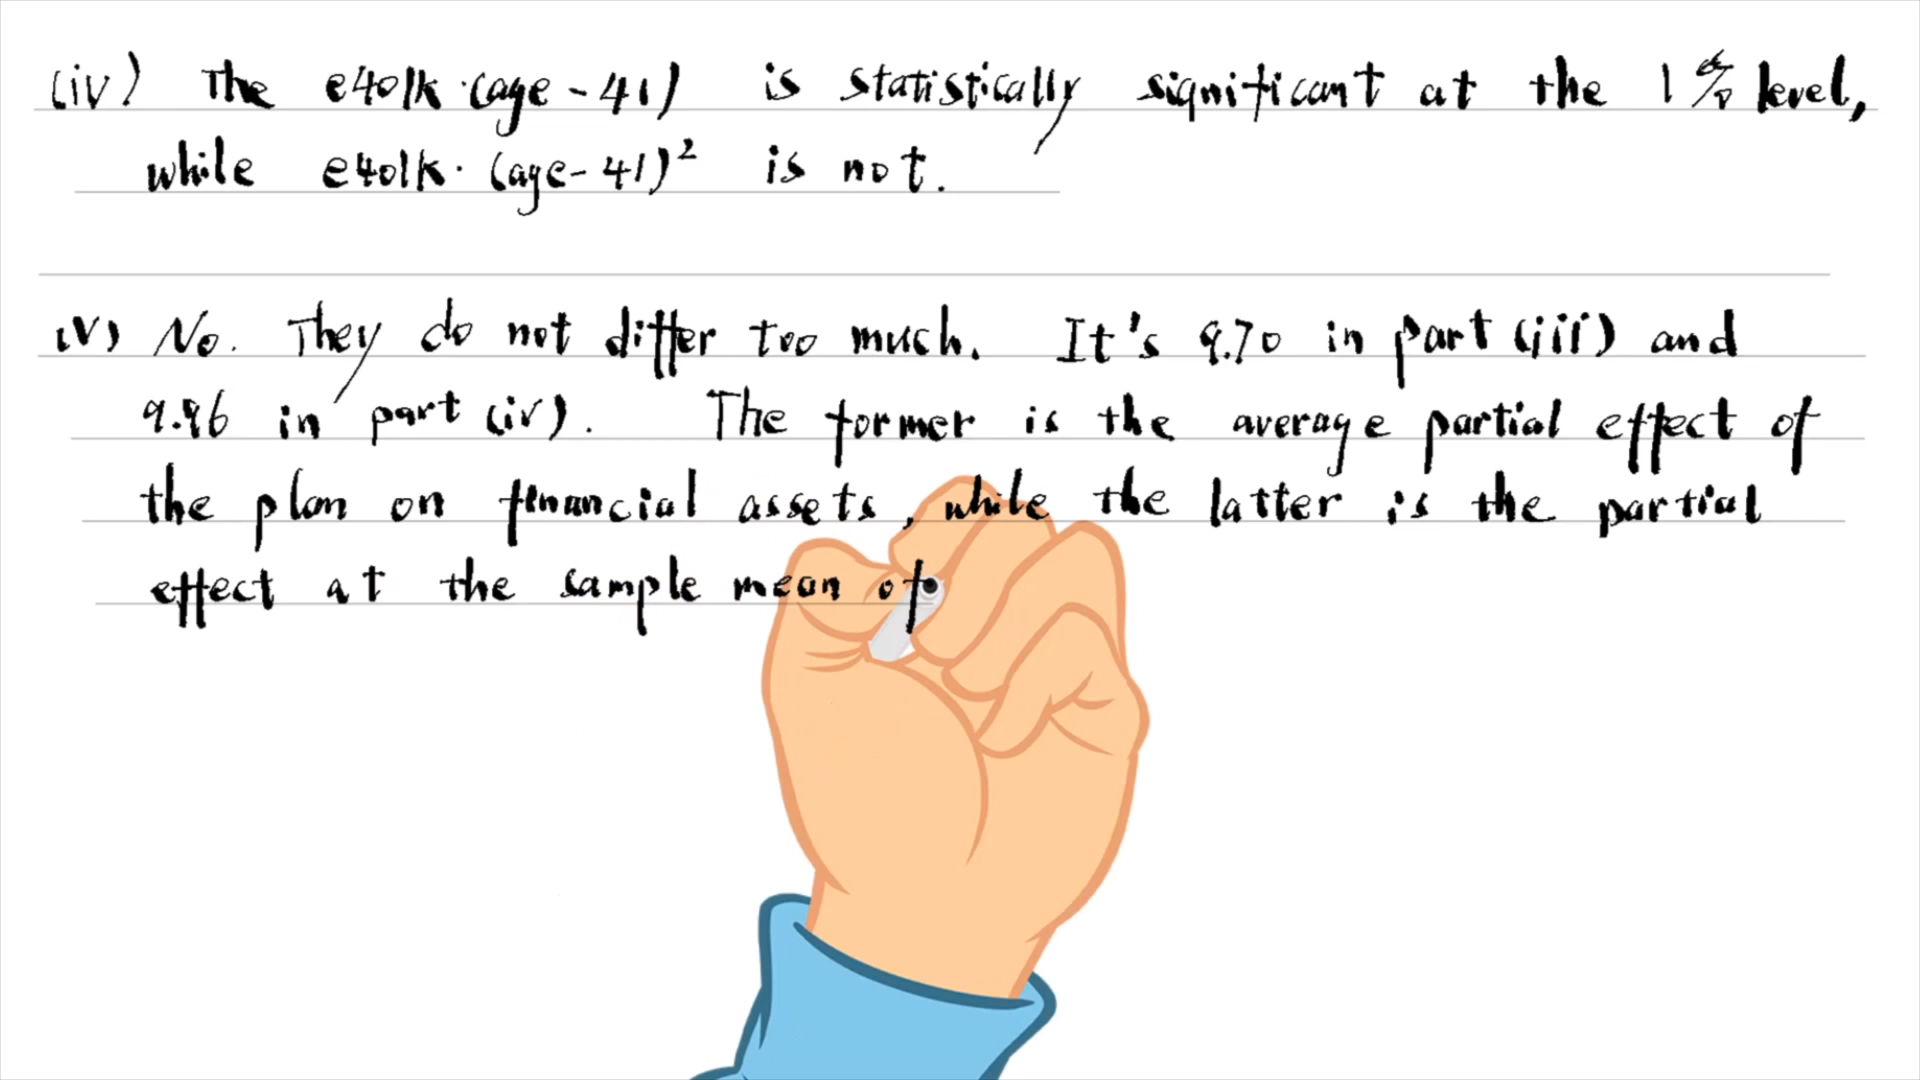 (iv) The e401k·(age-41) is statistically significant at the 1% level,
while e401k·(age-41)² is not.
(v) No. They do not differ too much. It's 9.70 in part (iii) and
9.96 in part (iv). The former is the average partial effect of
the plan on financial assets, while the latter is the partial
effect at the sample mean of